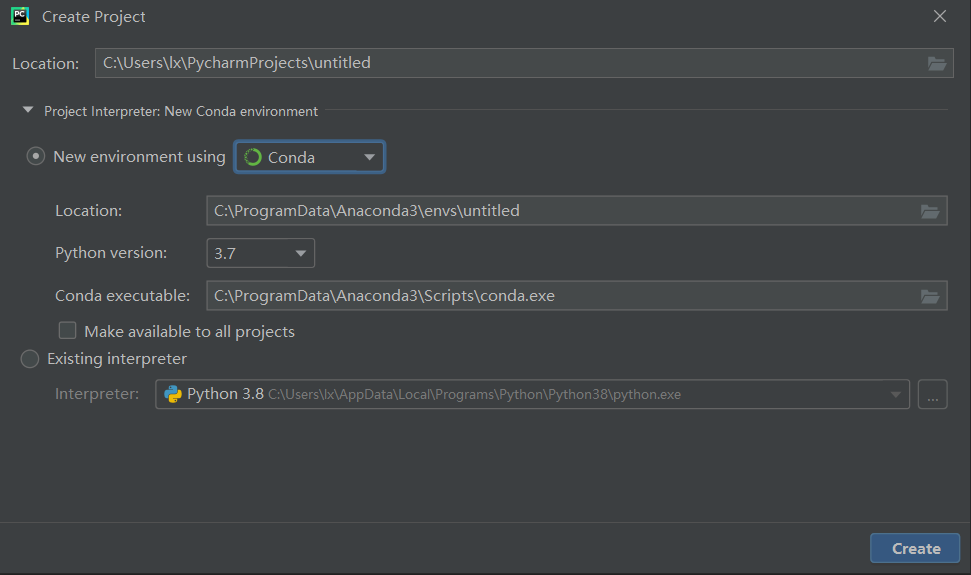 PC Create Project
Location: C:\Users\lx\PycharmProjects\untitled
Project Interpreter: New Conda environment
New environment using Conda
Location: C:\ProgramData\Anaconda3\envs\untitled
Python version: 3.7
Conda executable: C:\ProgramData\Anaconda3\Scripts\conda.exe
Make available to all projects
Existing interpreter
Interpreter: Python 3.8 C:\Users\lx\AppData\Local\Programs\Python\Python38\python.exe ...
Create